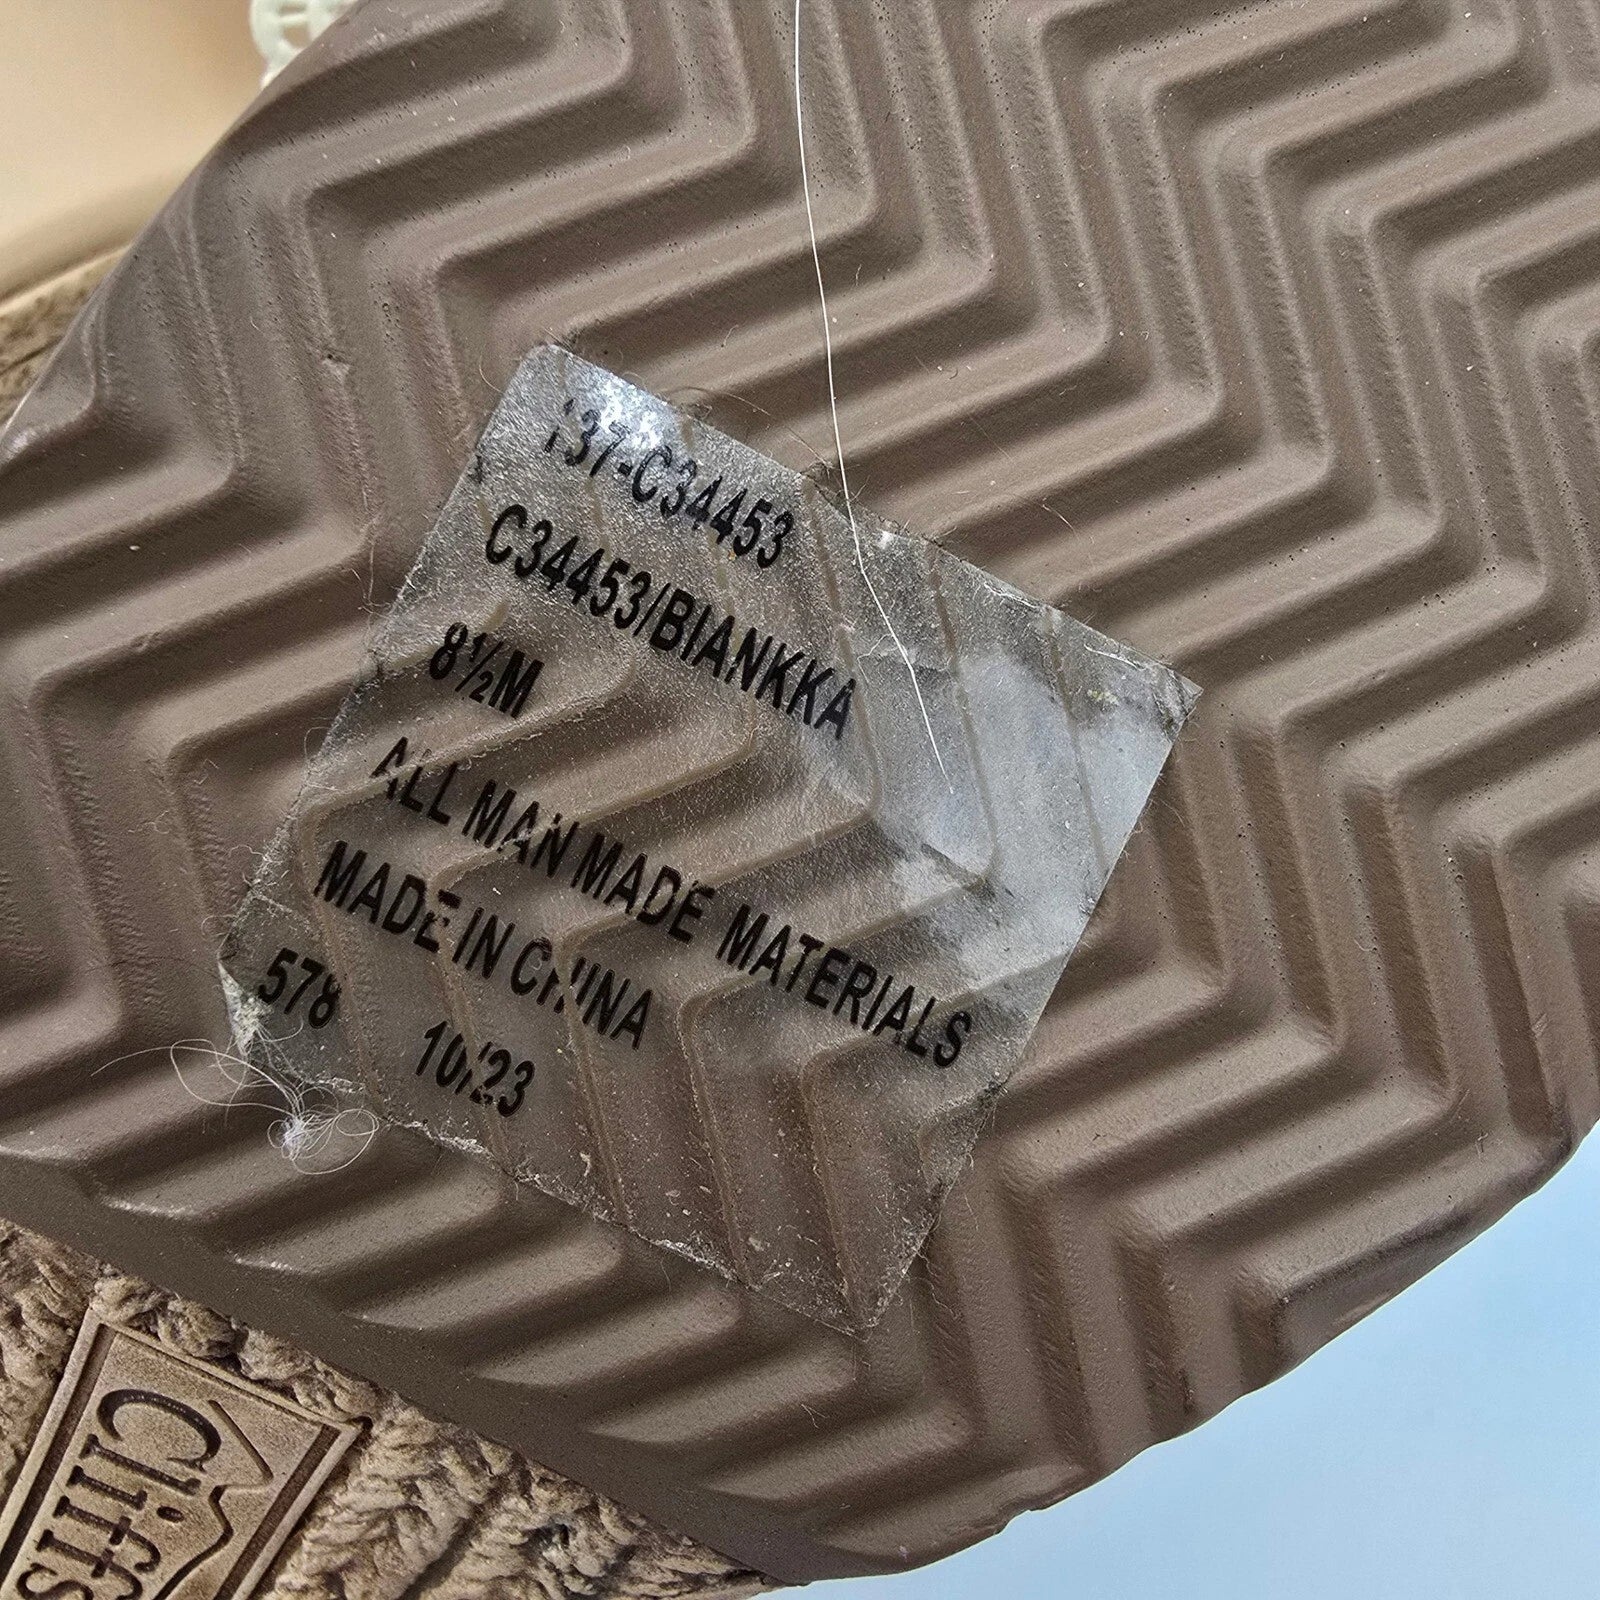 137-C34453
C34453/BIANKKA
8½M
ALL MAN MADE MATERIALS
MADE IN CHINA
578 10/23
Cliffs